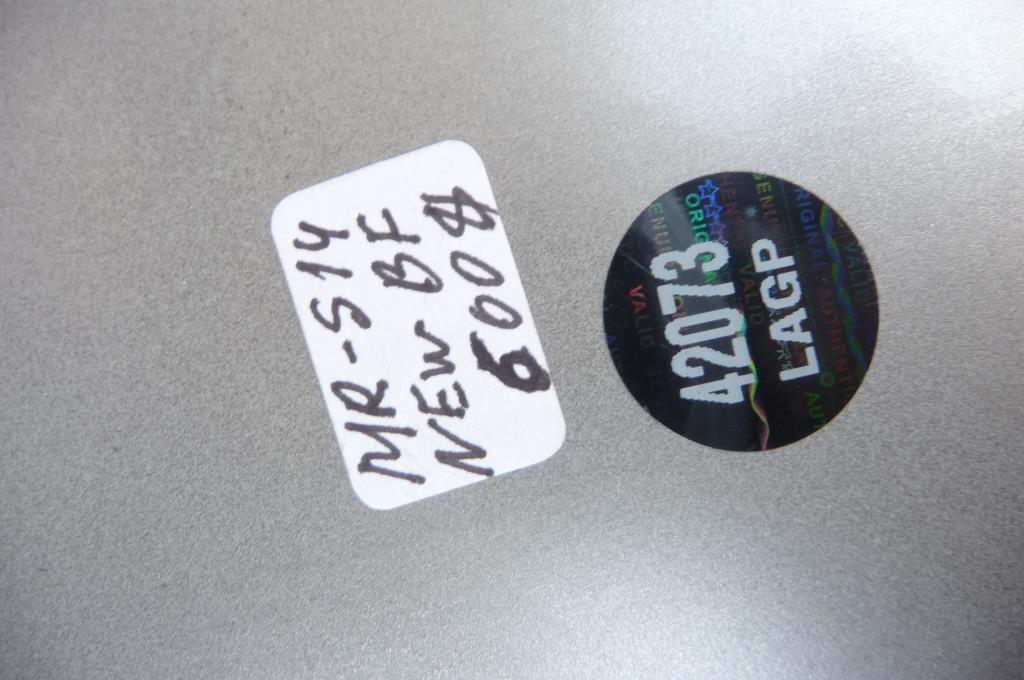 MR-S14
NEW BF
600$
42073
LAGP